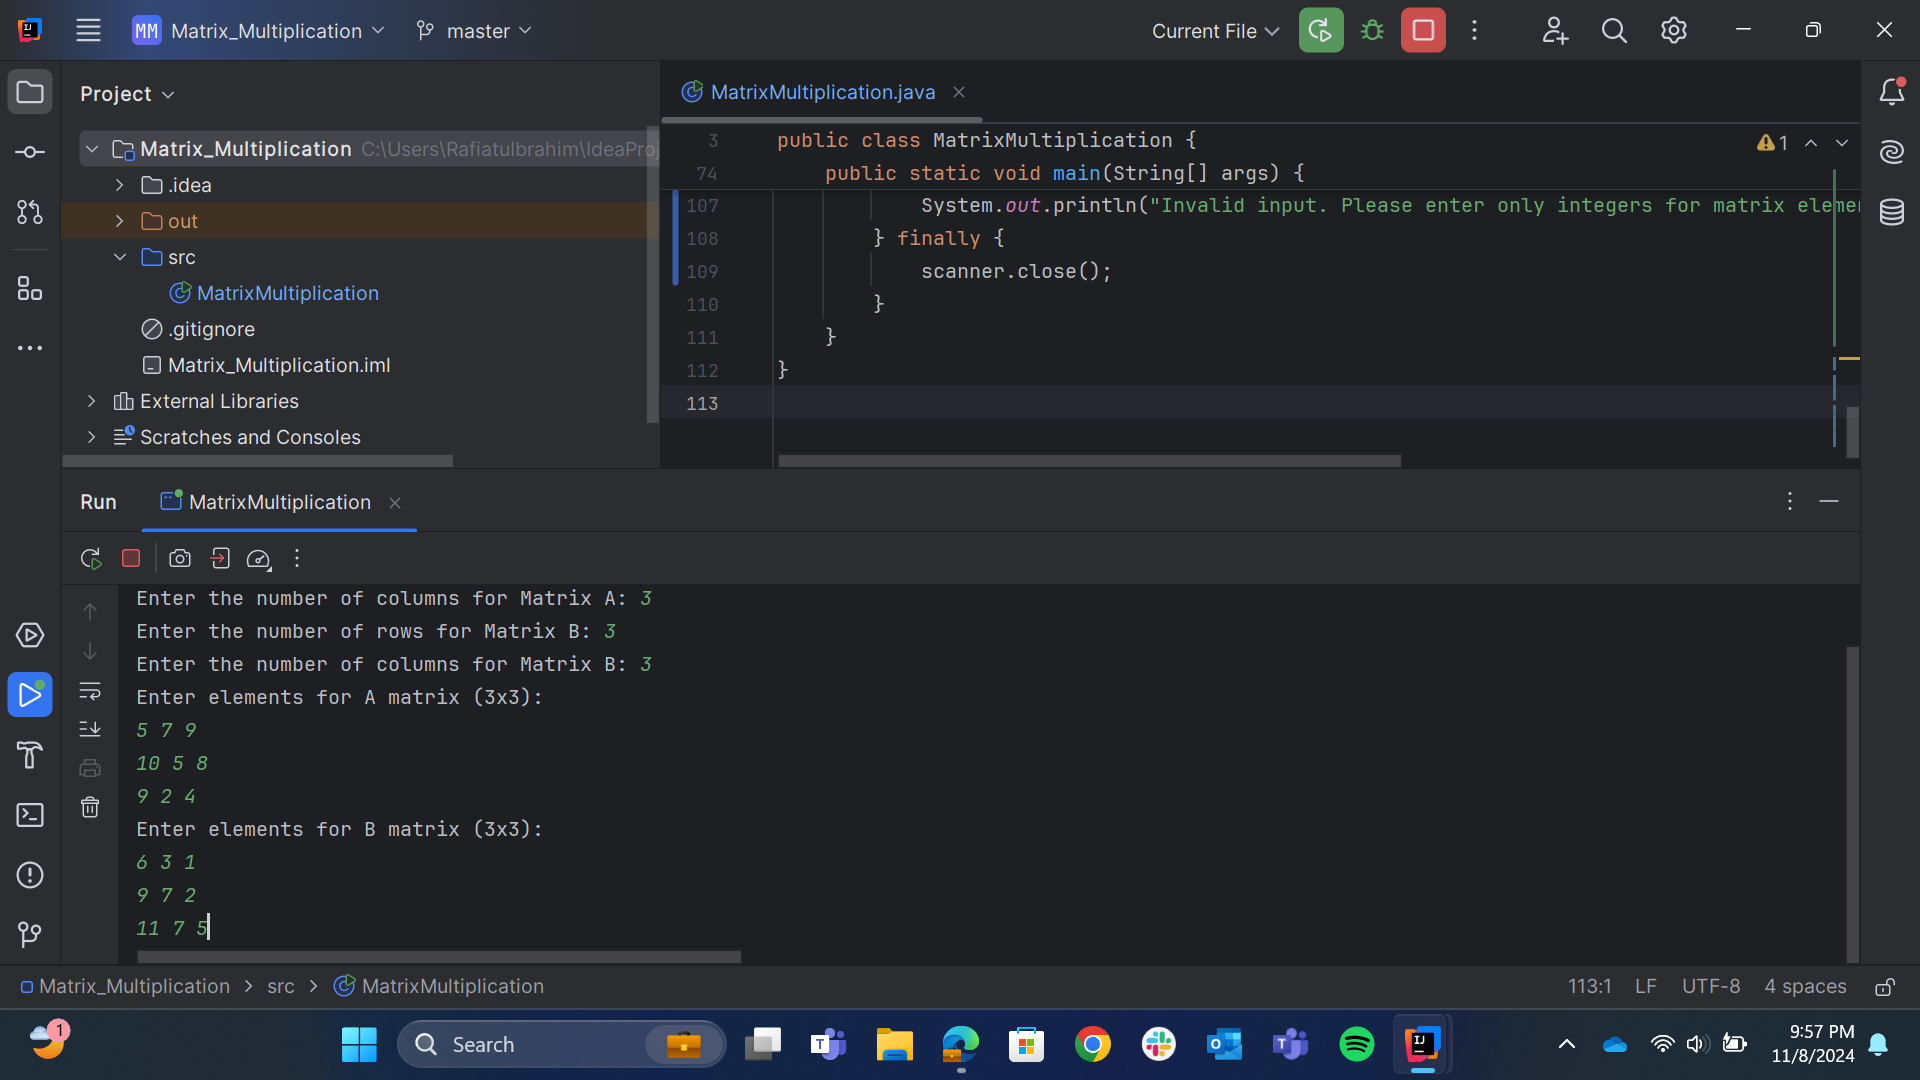 MM Matrix_Multiplication master Current File
Project
Matrix_Multiplication C:\Users\RafiatuIbrahim\IdeaProj
.idea
out
src
MatrixMultiplication
.gitignore
Matrix_Multiplication.iml
External Libraries
Scratches and Consoles
MatrixMultiplication.java
3 public class MatrixMultiplication {
74 public static void main(String[] args) {
107 System.out.println("Invalid input. Please enter only integers for matrix elemen
108 } finally {
109 scanner.close();
110 }
111 }
112 }
113
1
Run MatrixMultiplication
Enter the number of columns for Matrix A: 3
Enter the number of rows for Matrix B: 3
Enter the number of columns for Matrix B: 3
Enter elements for A matrix (3x3):
5 7 9
10 5 8
9 2 4
Enter elements for B matrix (3x3):
6 3 1
9 7 2
11 7 5
Matrix_Multiplication > src > MatrixMultiplication
113:1 LF UTF-8 4 spaces
1
Search
9:57 PM
11/8/2024